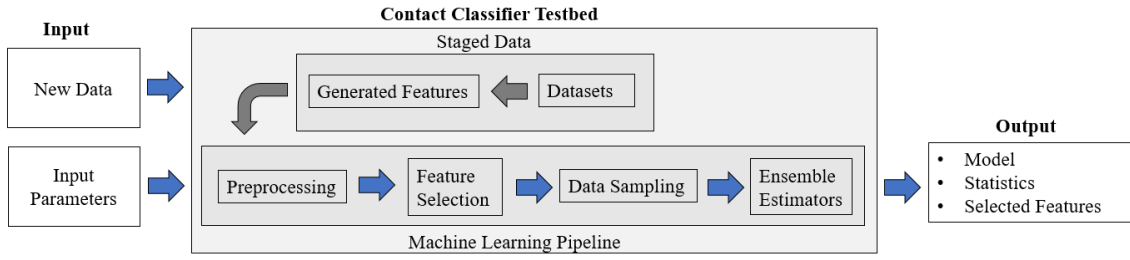 Contact Classifier Testbed
Input
Staged Data
New Data
Generated Features
Datasets
Output
Input
Parameters
Preprocessing
Feature
Selection
Data Sampling
Ensemble
Estimators
• Model
• Statistics
• Selected Features
Machine Learning Pipeline